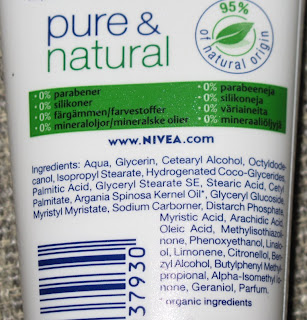 pure &
natural
95%
of natural origin
• 0% parabener
• 0% silikoner
• 0% färgämmen/farvestoffer
• 0% mineraloljor/mineralske olier
• 0% parabeeneja
• 0% silikoneja
• 0% väriaineita
• 0% mineraaliöljyjä
www.NIVEA.com
Ingredients: Aqua, Glycerin, Cetearyl Alcohol, Octyldode-
canol, Isopropyl Stearate, Hydrogenated Coco-Glycerides,
Palmitic Acid, Glyceryl Stearate SE, Stearic Acid, Cetyl
Palmitate, Argania Spinosa Kernel Oil*, Glyceryl Glucoside,
Myristyl Myristate, Sodium Carbomer, Distarch Phosphate,
Myristic Acid, Arachidic Acid,
Oleic Acid, Methylisothiazoli-
none, Phenoxyethanol, Linalo-
ol, Limonene, Citronellol, Ben-
zyl Alcohol, Butylphenyl Methyl-
propional, Alpha-Isomethyl Io-
none, Geraniol, Parfum.
* organic ingredients
37930